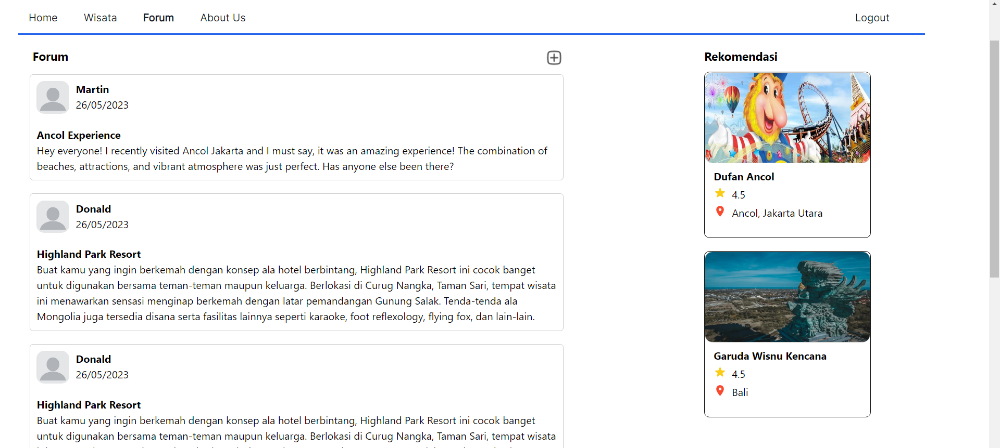 Home
Wisata
Forum
About Us
Logout
Forum
Martin
26/05/2023
Ancol Experience
Hey everyone! I recently visited Ancol Jakarta and I must say, it was an amazing experience! The combination of
beaches, attractions, and vibrant atmosphere was just perfect. Has anyone else been there?
Donald
26/05/2023
Highland Park Resort
Buat kamu yang ingin berkemah dengan konsep ala hotel berbintang, Highland Park Resort ini cocok banget
untuk digunakan bersama teman-teman maupun keluarga. Berlokasi di Curug Nangka, Taman Sari, tempat wisata
ini menawarkan sensasi menginap berkemah dengan latar pemandangan Gunung Salak. Tenda-tenda ala
Mongolia juga tersedia disana serta fasilitas lainnya seperti karaoke, foot reflexology, flying fox, dan lain-lain.
Donald
26/05/2023
Highland Park Resort
Buat kamu yang ingin berkemah dengan konsep ala hotel berbintang, Highland Park Resort ini cocok banget
untuk digunakan bersama teman-teman maupun keluarga. Berlokasi di Curug Nangka, Taman Sari, tempat wisata
Rekomendasi
Dufan Ancol
4.5
Ancol, Jakarta Utara
Garuda Wisnu Kencana
4.5
Bali